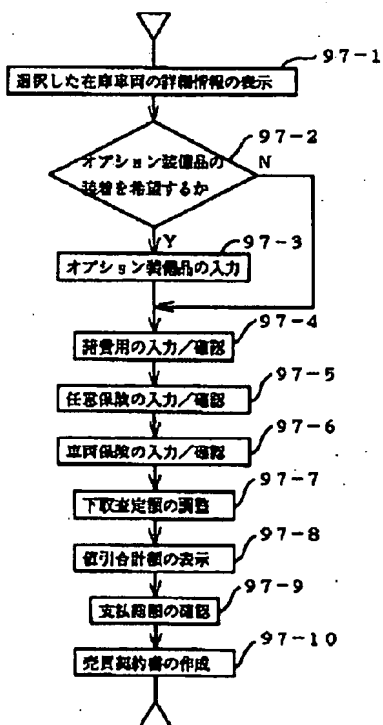 97-1
選択した在庫車両の詳細情報の表示
97-2
オプション装備品の
装着を希望するか
N
Y
97-3
オプション装備品の入力
97-4
諸費用の入力/確認
97-5
任意保険の入力/確認
97-6
車両保険の入力/確認
97-7
下取査定額の調整
97-8
値引合計額の表示
97-9
支払総額の確認
97-10
売買契約書の作成